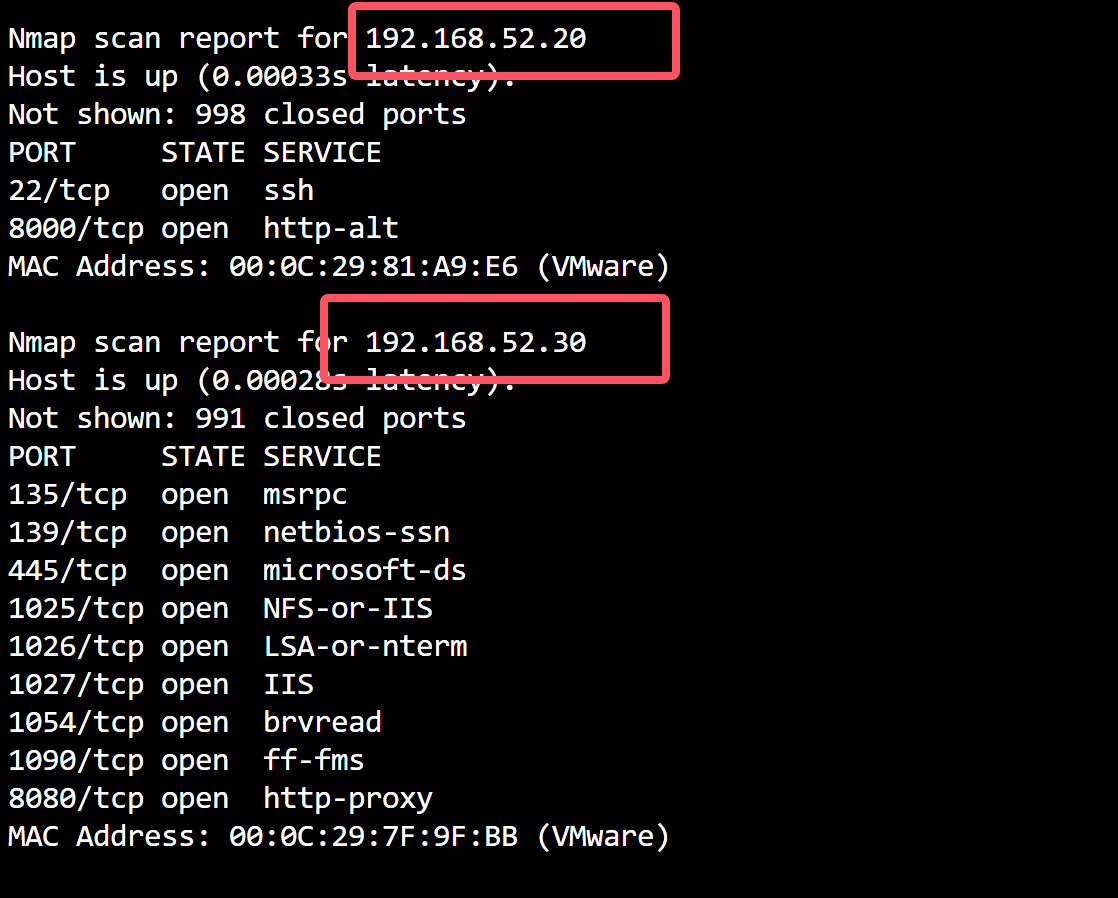 Nmap scan report for 192.168.52.20
Host is up (0.00033s latency).
Not shown: 998 closed ports
PORT     STATE SERVICE
22/tcp   open  ssh
8000/tcp open  http-alt
MAC Address: 00:0C:29:81:A9:E6 (VMware)
Nmap scan report for 192.168.52.30
Host is up (0.00028s latency).
Not shown: 991 closed ports
PORT     STATE SERVICE
135/tcp  open  msrpc
139/tcp  open  netbios-ssn
445/tcp  open  microsoft-ds
1025/tcp open  NFS-or-IIS
1026/tcp open  LSA-or-nterm
1027/tcp open  IIS
1054/tcp open  brvread
1090/tcp open  ff-fms
8080/tcp open  http-proxy
MAC Address: 00:0C:29:7F:9F:BB (VMware)